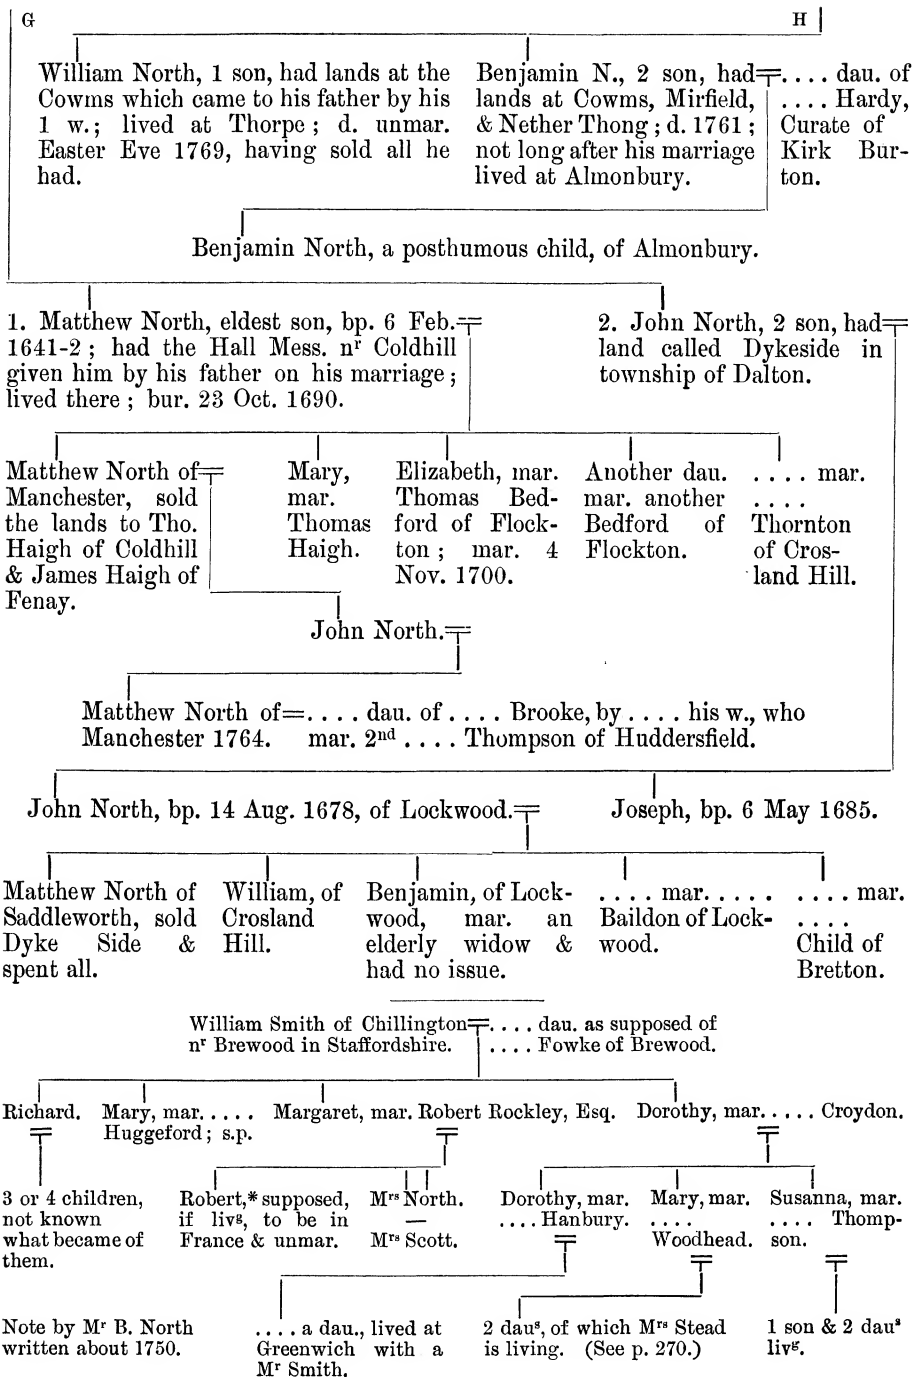 G
H
William North, 1 son, had lands at the
Cowms which came to his father by his
1 w.; lived at Thorpe; d. unmar.
Easter Eve 1769, having sold all he
had.
Benjamin N., 2 son, had
lands at Cowms, Mirfield,
& Nether Thong; d. 1761;
not long after his marriage
lived at Almonbury.
.... dau. of
.... Hardy,
Curate of
Kirk Bur-
ton.
Benjamin North, a posthumous child, of Almonbury.
1. Matthew North, eldest son, bp. 6 Feb.
1641-2; had the Hall Mess. nʳ Coldhill
given him by his father on his marriage;
lived there; bur. 23 Oct. 1690.
2. John North, 2 son, had
land called Dykeside in
township of Dalton.
Matthew North of
Manchester, sold
the lands to Tho.
Haigh of Coldhill
& James Haigh of
Fenay.
Mary,
mar.
Thomas
Haigh.
Elizabeth, mar.
Thomas Bed-
ford of Flock-
ton; mar. 4
Nov. 1700.
Another dau.
mar. another
Bedford of
Flockton.
.... mar.
....
Thornton
of Cros-
land Hill.
John North.
Matthew North of=.... dau. of .... Brooke, by .... his w., who
Manchester 1764. mar. 2ⁿᵈ .... Thompson of Huddersfield.
John North, bp. 14 Aug. 1678, of Lockwood.
Joseph, bp. 6 May 1685.
Matthew North of
Saddleworth, sold
Dyke Side &
spent all.
William, of
Crosland
Hill.
Benjamin, of Lock-
wood, mar. an
elderly widow &
had no issue.
.... mar. ....
Baildon of Lock-
wood.
.... mar.
....
Child of
Bretton.
William Smith of Chillington
nʳ Brewood in Staffordshire.
.... dau. as supposed of
.... Fowke of Brewood.
Richard.
Mary, mar. ....
Huggeford; s.p.
Margaret, mar. Robert Rockley, Esq.
Dorothy, mar. .... Croydon.
3 or 4 children,
not known
what became of
them.
Robert,* supposed,
if livᵍ, to be in
France & unmar.
Mʳˢ North.
—
Mʳˢ Scott.
Dorothy, mar.
.... Hanbury.
Mary, mar.
....
Woodhead.
Susanna, mar.
.... Thomp-
son.
Note by Mʳ B. North
written about 1750.
.... a dau., lived at
Greenwich with a
Mʳ Smith.
2 dauˢ, of which Mʳˢ Stead
is living. (See p. 270.)
1 son & 2 dauˢ
livᵍ.